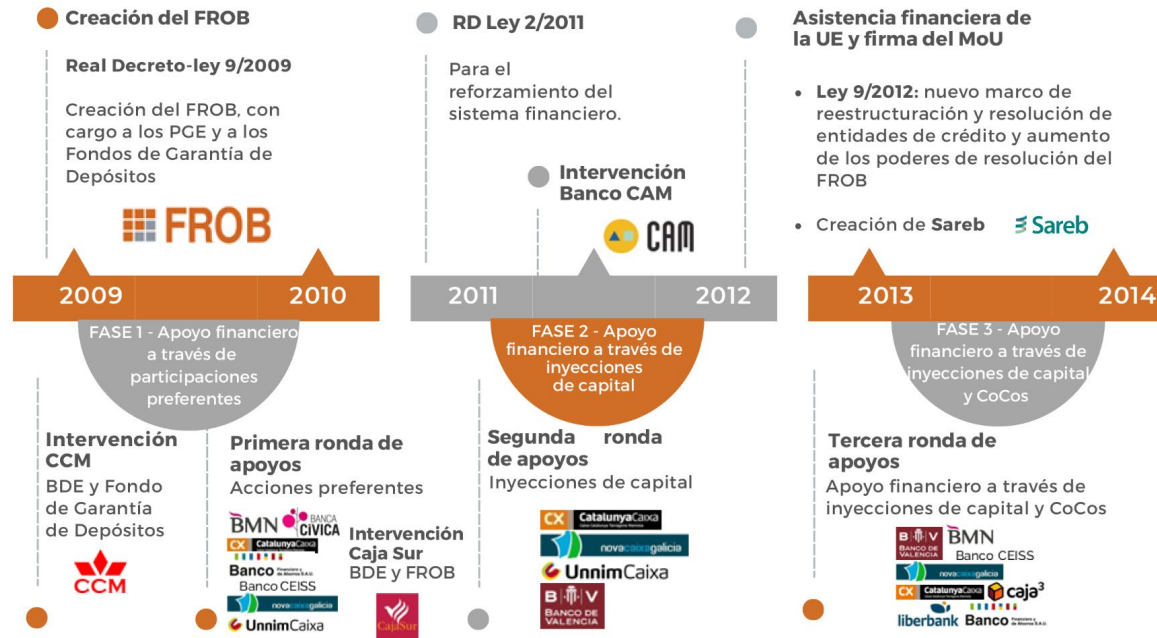 Creación del FROB
Real Decreto-ley 9/2009
Creación del FROB, con
cargo a los PGE y a los
Fondos de Garantía de
Depósitos
FROB
RD Ley 2/2011
Para el
reforzamiento del
sistema financiero.
Intervención
Banco CAM
CAM
Asistencia financiera de
la UE y firma del MoU
• Ley 9/2012: nuevo marco de
reestructuración y resolución de
entidades de crédito y aumento
de los poderes de resolución del
FROB
• Creación de Sareb
Sareb
2009
2010
2011
2012
2013
2014
FASE 1 - Apoyo financiero
a través de
participaciones
preferentes
FASE 2 - Apoyo
financiero a través de
inyecciones
de capital
FASE 3 - Apoyo
financiero a través de
inyecciones de capital
y CoCos
Intervención
CCM
BDE y Fondo
de Garantía
de Depósitos
CCM
Primera ronda de
apoyos
Acciones preferentes
BMN
BANCA
CÍVICA
CX CatalunyaCaixa
Banco Financiero y de Ahorros S.A.U.
Banco CEISS
novacaixagalicia
UnnimCaixa
Intervención
Caja Sur
BDE y FROB
CajaSur
Segunda ronda
de apoyos
Inyecciones de capital
CX CatalunyaCaixa
novacaixagalicia
UnnimCaixa
B V
BANCO DE
VALENCIA
Tercera ronda de
apoyos
Apoyo financiero a través de
inyecciones de capital y CoCos
B V
BANCO DE
VALENCIA
BMN
Banco CEISS
novacaixagalicia
CX CatalunyaCaixa
caja3
liberbank
Banco Financiero y de Ahorros S.A.U.